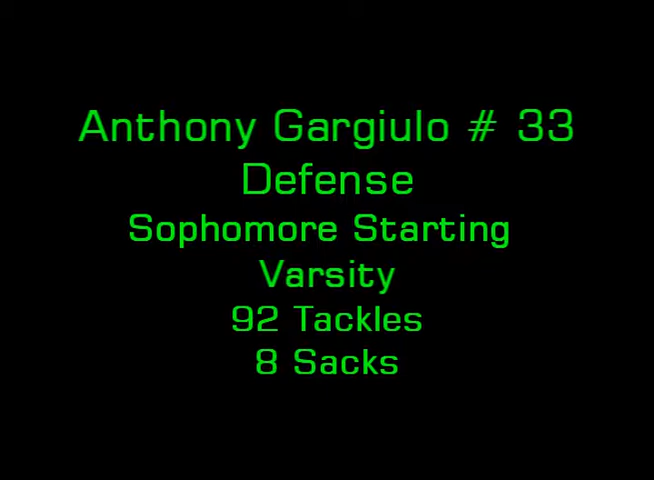 Anthony Gargiulo # 33
Defense
Sophomore Starting
Varsity
92 Tackles
8 Sacks